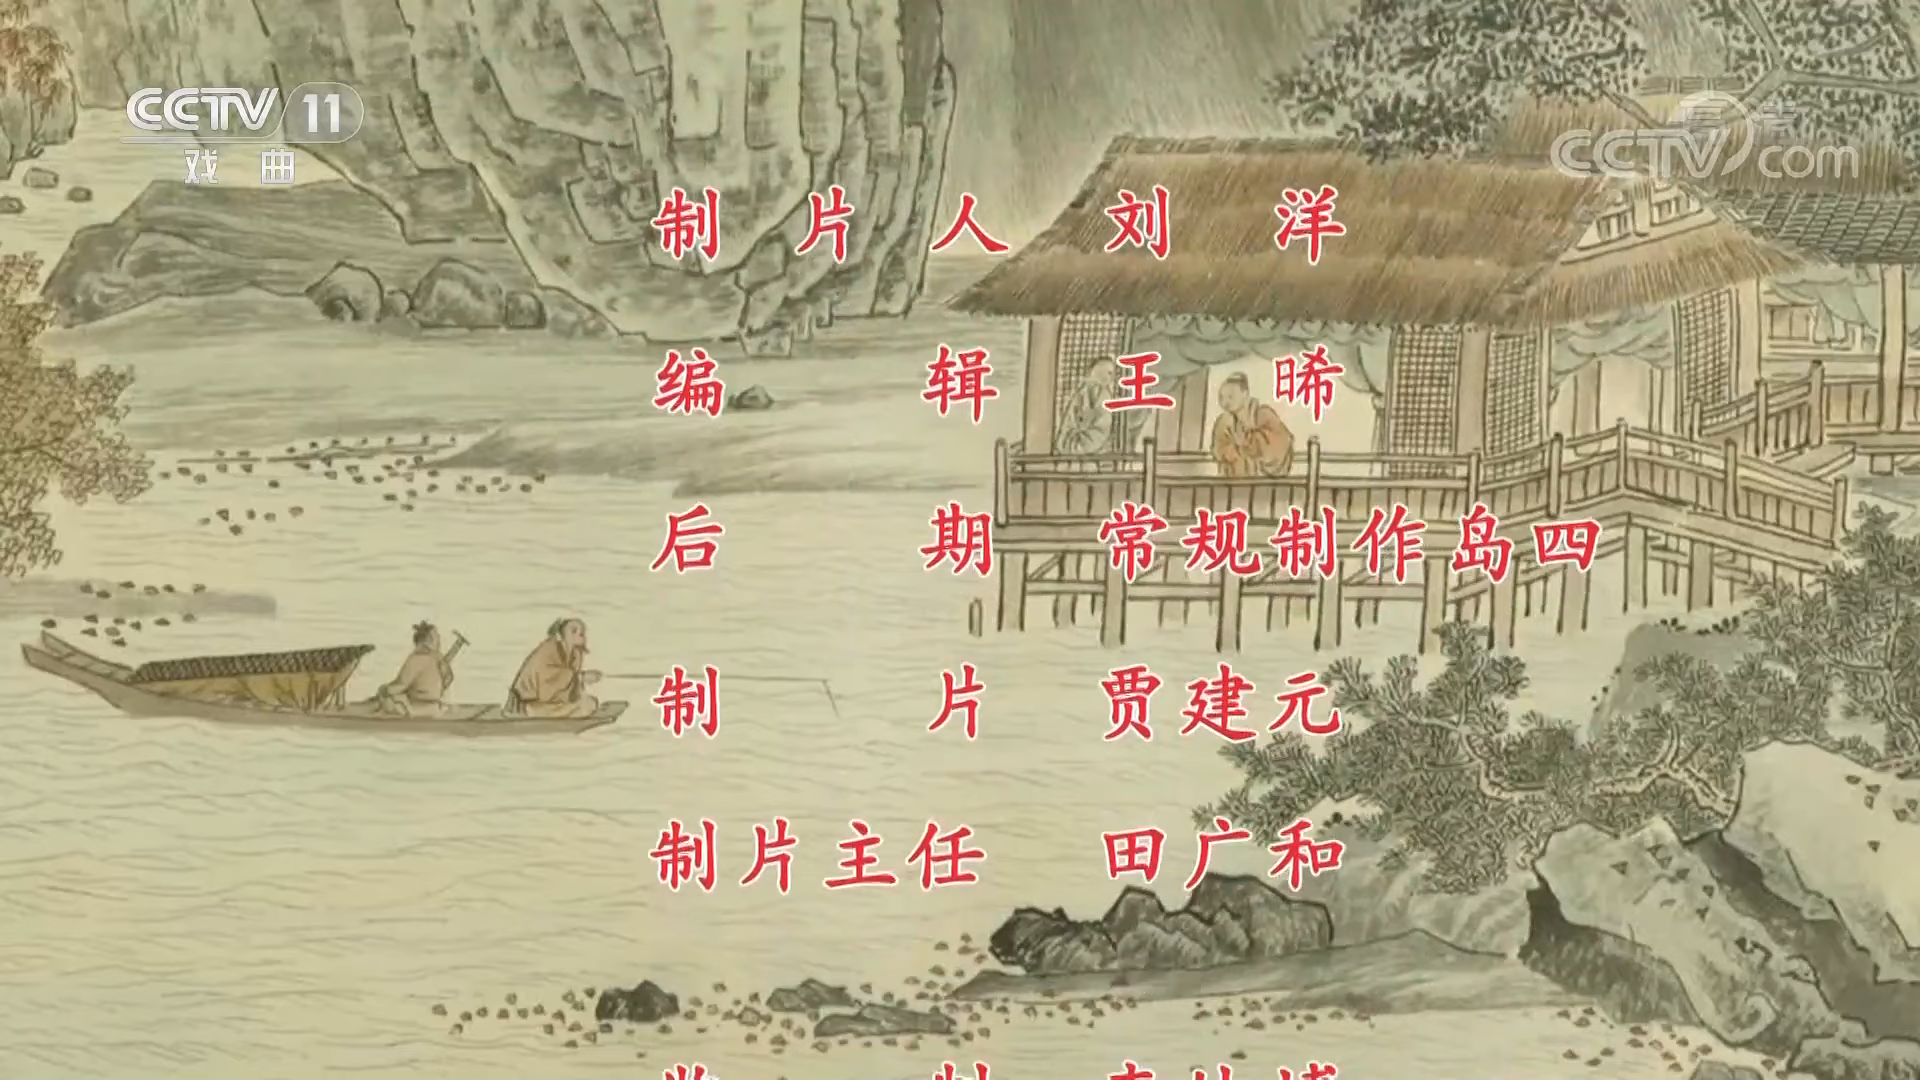 CCTV 11
戏曲
CCTV.com
制片人 刘洋
编辑 王晞
后期 常规制作岛四
制片 贾建元
制片主任 田广和